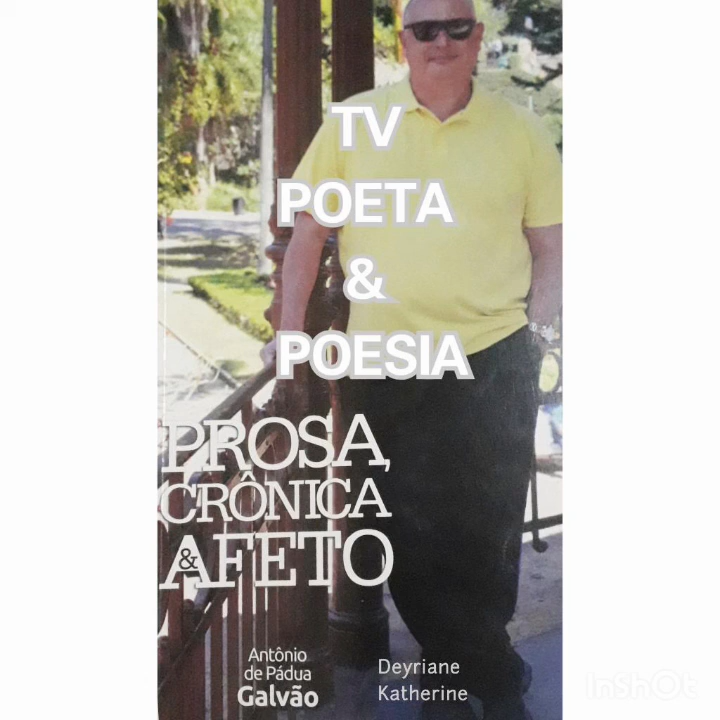 TV
POETA
&
POESIA
PROSA,
CRÔNICA
& AFETO
Antônio
de Pádua
Galvão
Deyriane
Katherine
InShOt